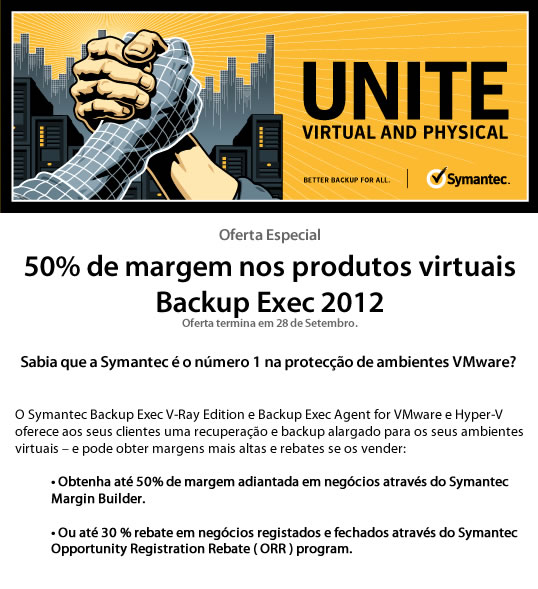 UNITE
VIRTUAL AND PHYSICAL
BETTER BACKUP FOR ALL.
Symantec.
Oferta Especial
50% de margem nos produtos virtuais
Backup Exec 2012
Oferta termina em 28 de Setembro.
Sabia que a Symantec é o número 1 na protecção de ambientes VMware?
O Symantec Backup Exec V-Ray Edition e Backup Exec Agent for VMware e Hyper-V
oferece aos seus clientes uma recuperação e backup alargado para os seus ambientes
virtuais – e pode obter margens mais altas e rebates se os vender:
• Obtenha até 50% de margem adiantada em negócios através do Symantec
Margin Builder.
• Ou até 30 % rebate em negócios registados e fechados através do Symantec
Opportunity Registration Rebate ( ORR ) program.